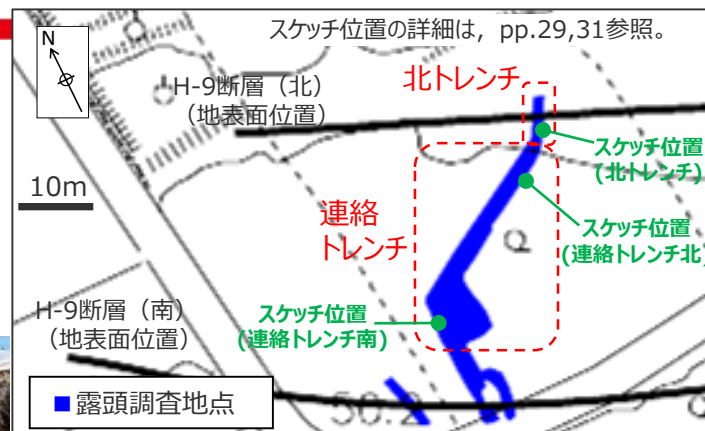 スケッチ位置の詳細は，pp.29,31参照。
N
北トレンチ
H-9断層（北）
（地表面位置）
スケッチ位置
(北トレンチ)
10m
連絡
トレンチ
スケッチ位置
(連絡トレンチ北)
H-9断層（南）
（地表面位置）
スケッチ位置
(連絡トレンチ南)
■露頭調査地点